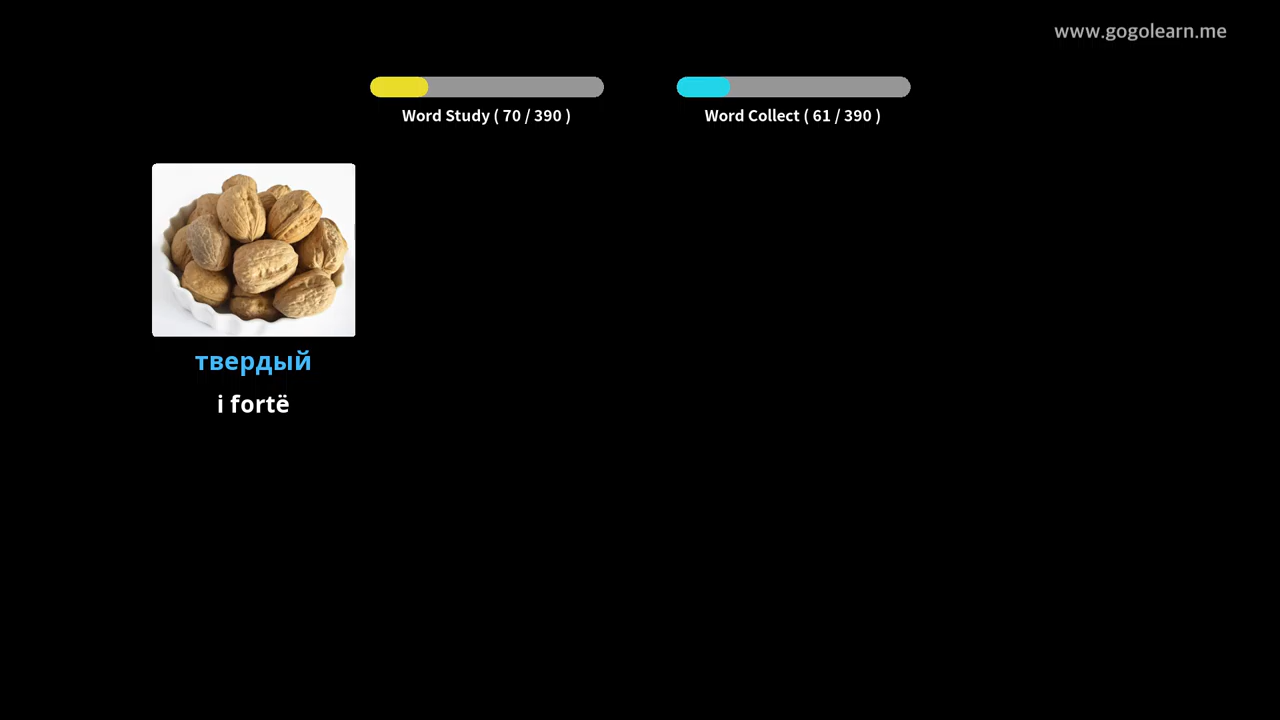 www.gogolearn.me
Word Study ( 70 / 390 )
Word Collect ( 61 / 390 )
твердый
i fortë